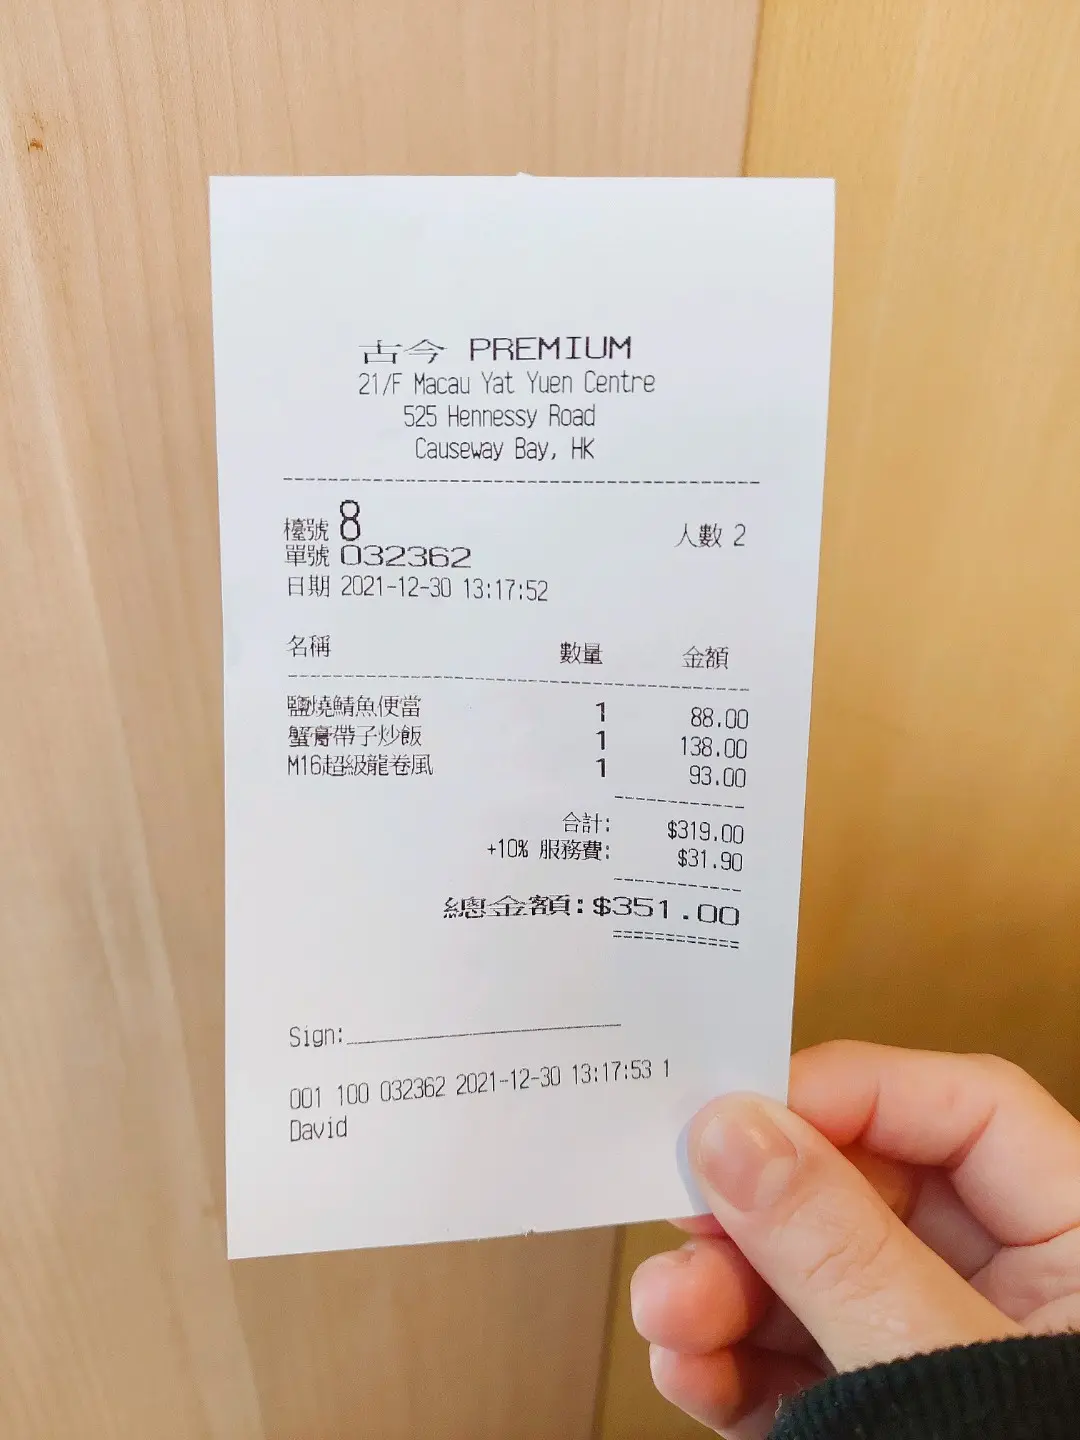 古今 PREMIUM
21/F Macau Yat Yuen Centre
525 Hennessy Road
Causeway Bay, HK
檯號 8 人數 2
單號 032362
日期 2021-12-30 13:17:52
名稱 數量 金額
鹽燒鯖魚便當 1 88.00
蟹膏帶子炒飯 1 138.00
M16超級龍卷風 1 93.00
合計: $319.00
+10% 服務費: $31.90
總金額: $351.00
Sign:
001 100 032362 2021-12-30 13:17:53 1
David